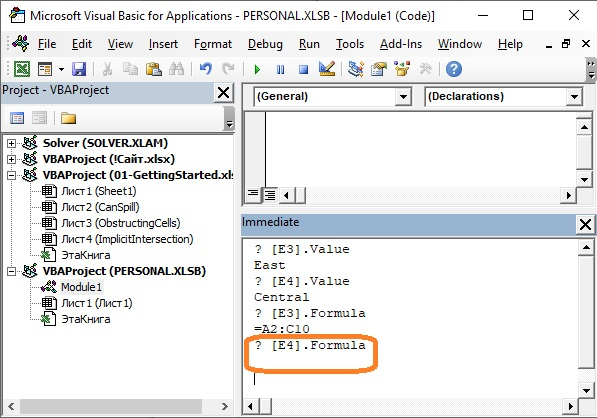 Microsoft Visual Basic for Applications - PERSONAL.XLSB - [Module1 (Code)]
File Edit View Insert Format Debug Run Tools Add-Ins Window Help
Project - VBAProject
Solver (SOLVER.XLAM)
VBAProject (!Сайт.xlsx)
VBAProject (01-GettingStarted.xls
Лист1 (Sheet1)
Лист2 (CanSpill)
Лист3 (ObstructingCells)
Лист4 (ImplicitIntersection)
ЭтаКнига
VBAProject (PERSONAL.XLSB)
Module1
Лист1 (Лист1)
ЭтаКнига
(General)
(Declarations)
Immediate
? [E3].Value
East
? [E4].Value
Central
? [E3].Formula
=A2:C10
? [E4].Formula